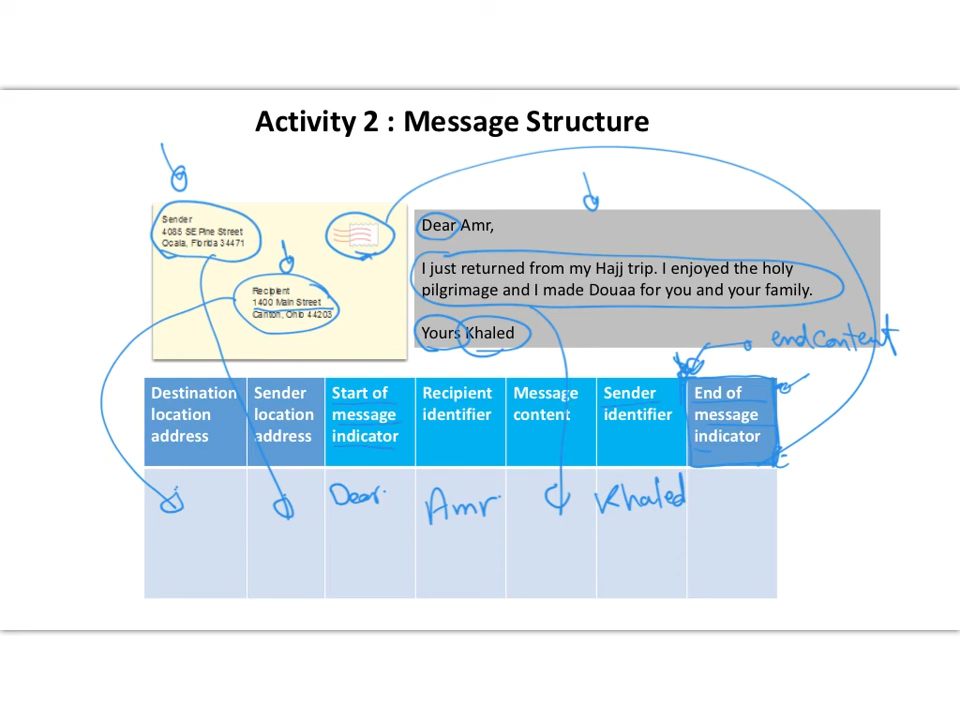 Activity 2 : Message Structure
Sender
4085 SE Pine Street
Ocala, Florida 34471
Recipient
1400 Main Street
Canton, Ohio 44203
Dear Amr,
I just returned from my Hajj trip. I enjoyed the holy
pilgrimage and I made Douaa for you and your family.
Yours Khaled
end content
Destination location address
Sender location address
Start of message indicator
Recipient identifier
Message content
Sender identifier
End of message indicator
Dear
Amr
Khaled